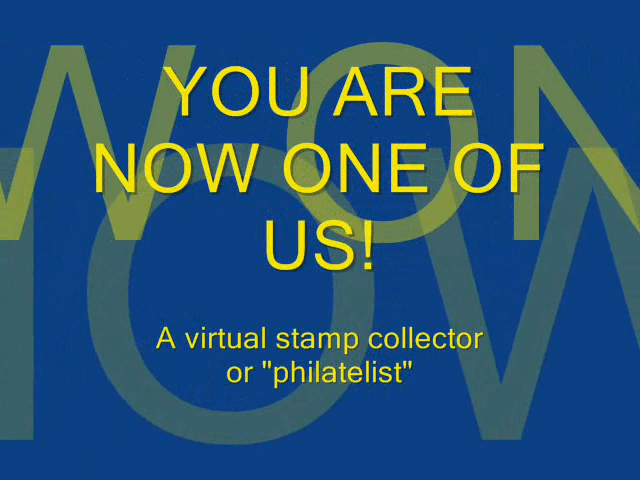 YOU ARE
NOW ONE OF
US!
A virtual stamp collector
or "philatelist"